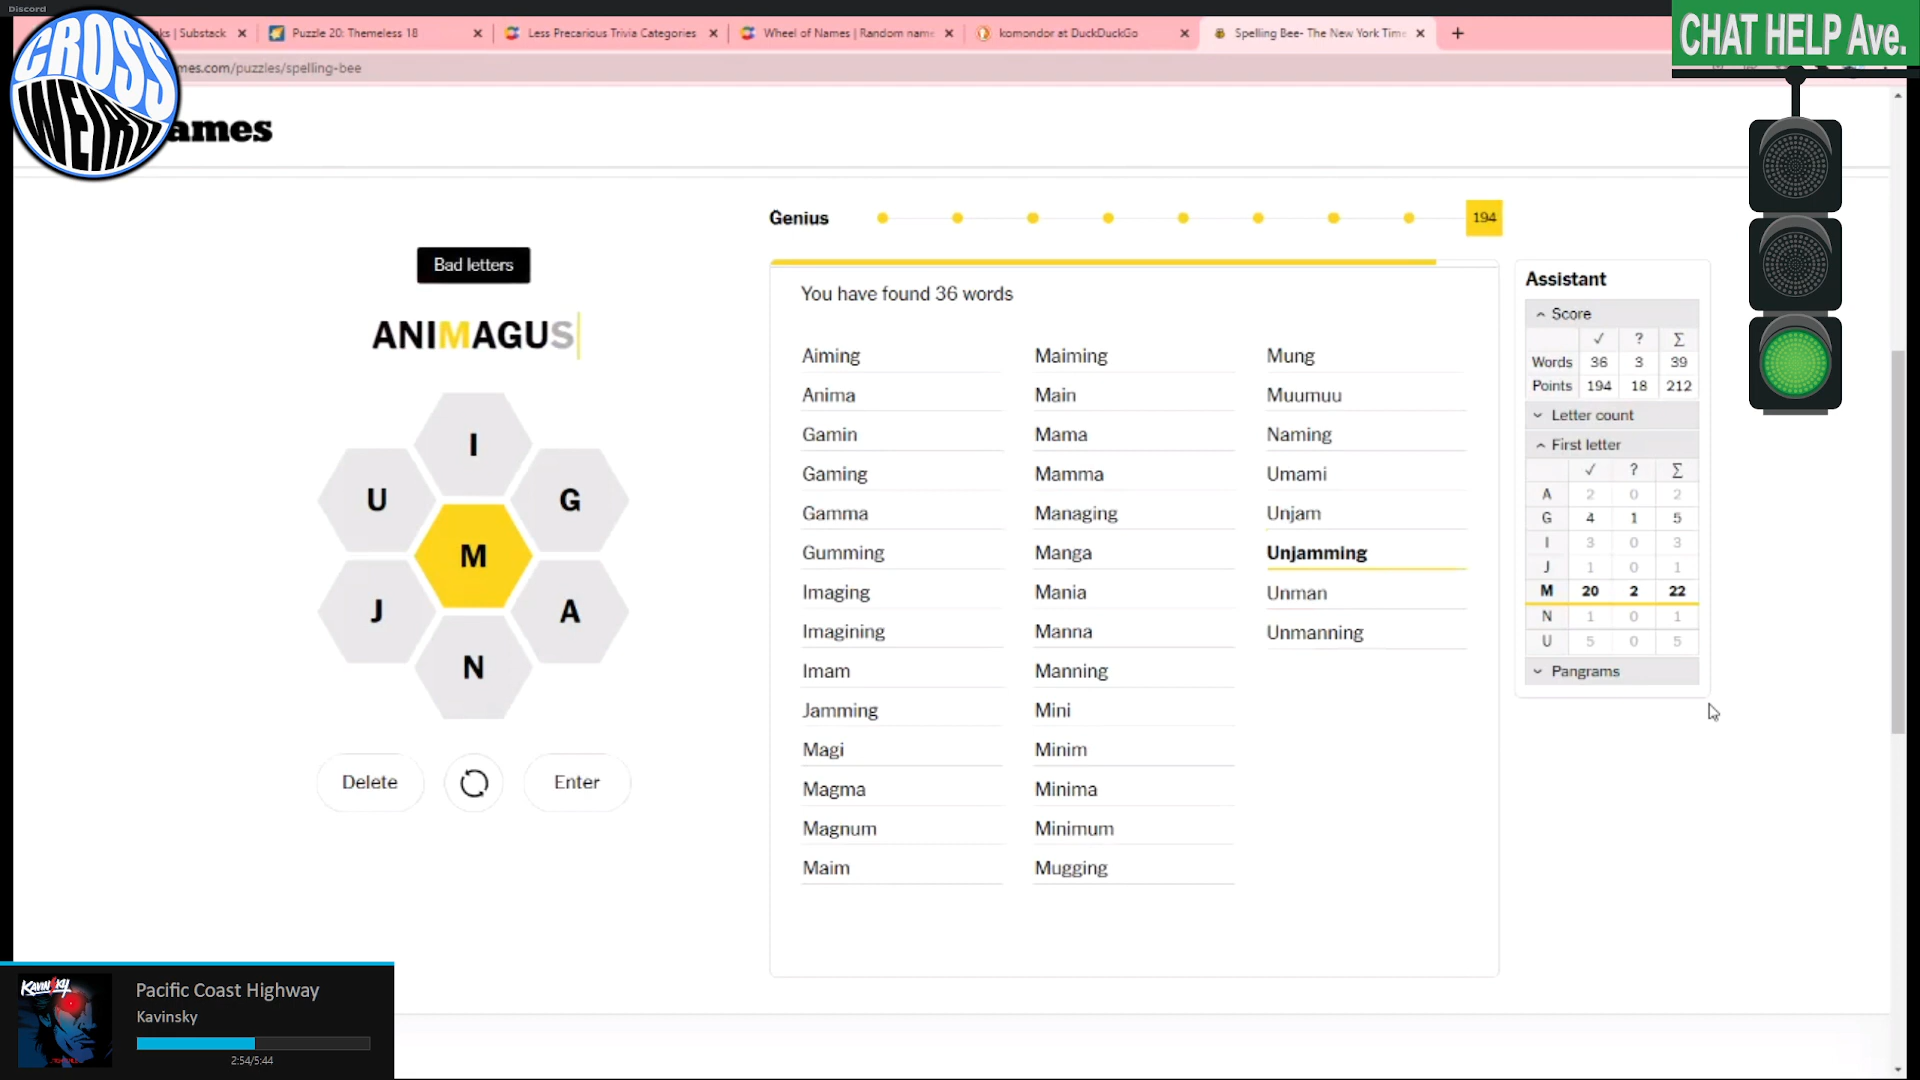 Discord
CROSS
WEIRD
ks | Substack
Puzzle 20: Themeless 18
Less Precarious Trivia Categories
Wheel of Names | Random name
komondor at DuckDuckGo
Spelling Bee- The New York Time
CHAT HELP Ave.
mes.com/puzzles/spelling-bee
ames
Genius
194
Bad letters
ANIMAGUS
I
U
G
M
J
A
N
Delete
Enter
You have found 36 words
Aiming
Anima
Gamin
Gaming
Gamma
Gumming
Imaging
Imagining
Imam
Jamming
Magi
Magma
Magnum
Maim
Maiming
Main
Mama
Mamma
Managing
Manga
Mania
Manna
Manning
Mini
Minim
Minima
Minimum
Mugging
Mung
Muumuu
Naming
Umami
Unjam
Unjamming
Unman
Unmanning
Assistant
Score
✓ ? Σ
Words 36 3 39
Points 194 18 212
Letter count
First letter
✓ ? Σ
A 2 0 2
G 4 1 5
I 3 0 3
J 1 0 1
M 20 2 22
N 1 0 1
U 5 0 5
Pangrams
KAVINSKY
Pacific Coast Highway
Kavinsky
2:54/5:44